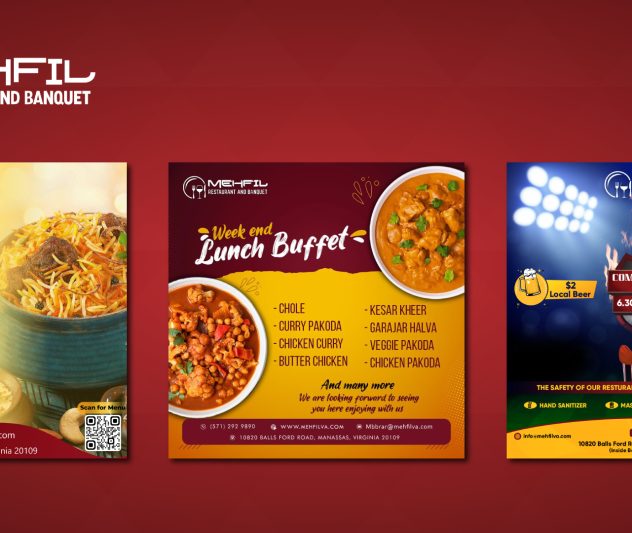 HFIL
ND BANQUET
Scan for Menu
.com
nia 20109
MEHFIL
RESTAURANT AND BANQUET
Week end
Lunch Buffet
- CHOLE
- CURRY PAKODA
- CHICKEN CURRY
- BUTTER CHICKEN
- KESAR KHEER
- GARAJAR HALVA
- VEGGIE PAKODA
- CHICKEN PAKODA
And many more
We are looking forward to seeing
you here enjoying with us
(571) 292 9890
WWW.MEHFILVA.COM
Mbbrar@mehfilva.com
10820 BALLS FORD ROAD, MANASSAS, VIRGINIA 20109
M
REST
COM
6.30
$2
Local Beer
THE SAFETY OF OUR RESTURA
HAND SANITIZER
MAS
info@mehfilva.com
10820 Balls Ford R
(Inside B